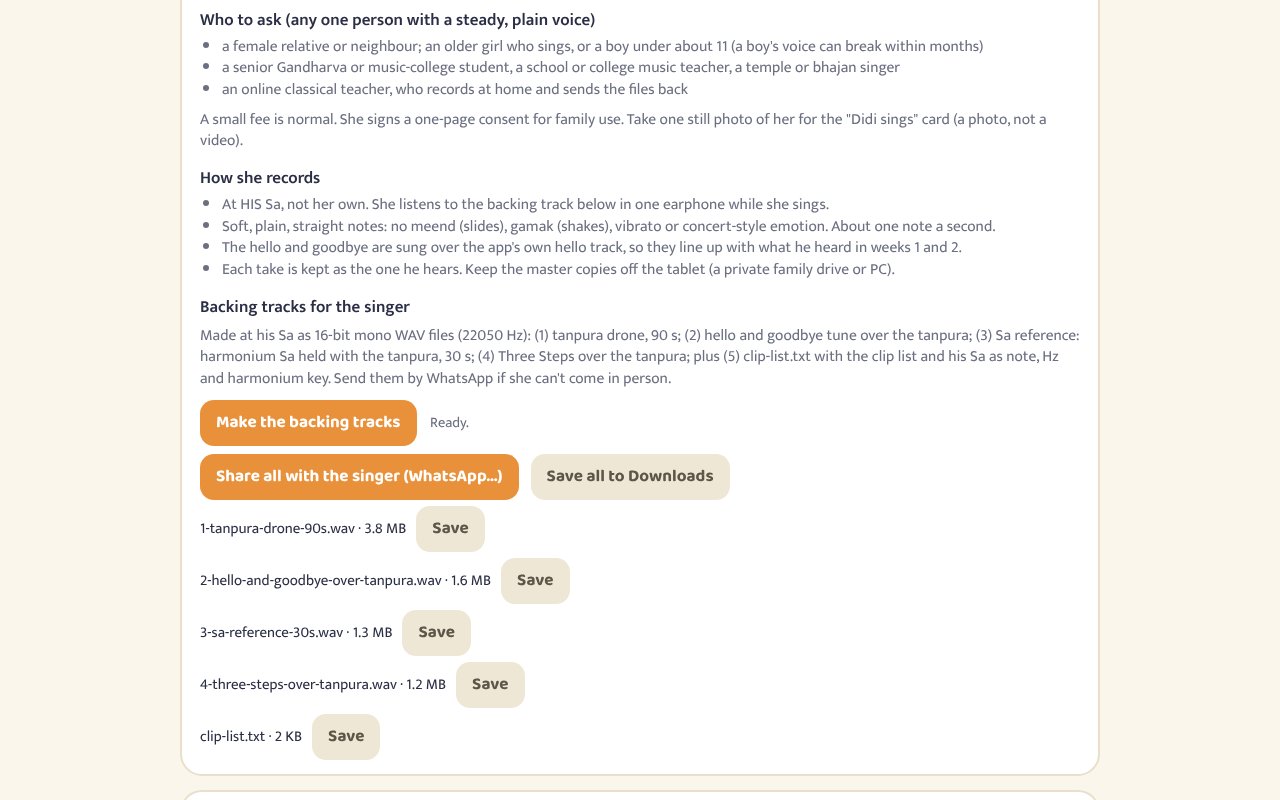 Who to ask (any one person with a steady, plain voice)
a female relative or neighbour; an older girl who sings, or a boy under about 11 (a boy's voice can break within months)
a senior Gandharva or music-college student, a school or college music teacher, a temple or bhajan singer
an online classical teacher, who records at home and sends the files back
A small fee is normal. She signs a one-page consent for family use. Take one still photo of her for the "Didi sings" card (a photo, not a
video).
How she records
At HIS Sa, not her own. She listens to the backing track below in one earphone while she sings.
Soft, plain, straight notes: no meend (slides), gamak (shakes), vibrato or concert-style emotion. About one note a second.
The hello and goodbye are sung over the app's own hello track, so they line up with what he heard in weeks 1 and 2.
Each take is kept as the one he hears. Keep the master copies off the tablet (a private family drive or PC).
Backing tracks for the singer
Made at his Sa as 16-bit mono WAV files (22050 Hz): (1) tanpura drone, 90 s; (2) hello and goodbye tune over the tanpura; (3) Sa reference:
harmonium Sa held with the tanpura, 30 s; (4) Three Steps over the tanpura; plus (5) clip-list.txt with the clip list and his Sa as note, Hz
and harmonium key. Send them by WhatsApp if she can't come in person.
Make the backing tracks Ready.
Share all with the singer (WhatsApp...) Save all to Downloads
1-tanpura-drone-90s.wav · 3.8 MB Save
2-hello-and-goodbye-over-tanpura.wav · 1.6 MB Save
3-sa-reference-30s.wav · 1.3 MB Save
4-three-steps-over-tanpura.wav · 1.2 MB Save
clip-list.txt · 2 KB Save